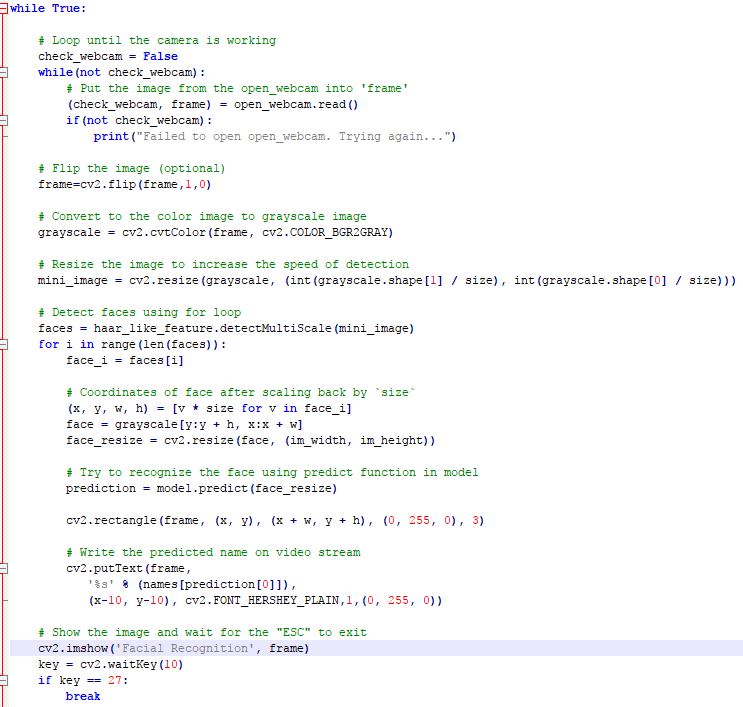 while True:
# Loop until the camera is working
check_webcam = False
while(not check_webcam):
# Put the image from the open_webcam into 'frame'
(check_webcam, frame) = open_webcam.read()
if(not check_webcam):
print("Failed to open open_webcam. Trying again...")
# Flip the image (optional)
frame=cv2.flip(frame,1,0)
# Convert to the color image to grayscale image
grayscale = cv2.cvtColor(frame, cv2.COLOR_BGR2GRAY)
# Resize the image to increase the speed of detection
mini_image = cv2.resize(grayscale, (int(grayscale.shape[1] / size), int(grayscale.shape[0] / size)))
# Detect faces using for loop
faces = haar_like_feature.detectMultiScale(mini_image)
for i in range(len(faces)):
face_i = faces[i]
# Coordinates of face after scaling back by `size`
(x, y, w, h) = [v * size for v in face_i]
face = grayscale[y:y + h, x:x + w]
face_resize = cv2.resize(face, (im_width, im_height))
# Try to recognize the face using predict function in model
prediction = model.predict(face_resize)
cv2.rectangle(frame, (x, y), (x + w, y + h), (0, 255, 0), 3)
# Write the predicted name on video stream
cv2.putText(frame,
'%s' % (names[prediction[0]]),
(x-10, y-10), cv2.FONT_HERSHEY_PLAIN,1,(0, 255, 0))
# Show the image and wait for the "ESC" to exit
cv2.imshow('Facial Recognition', frame)
key = cv2.waitKey(10)
if key == 27:
break